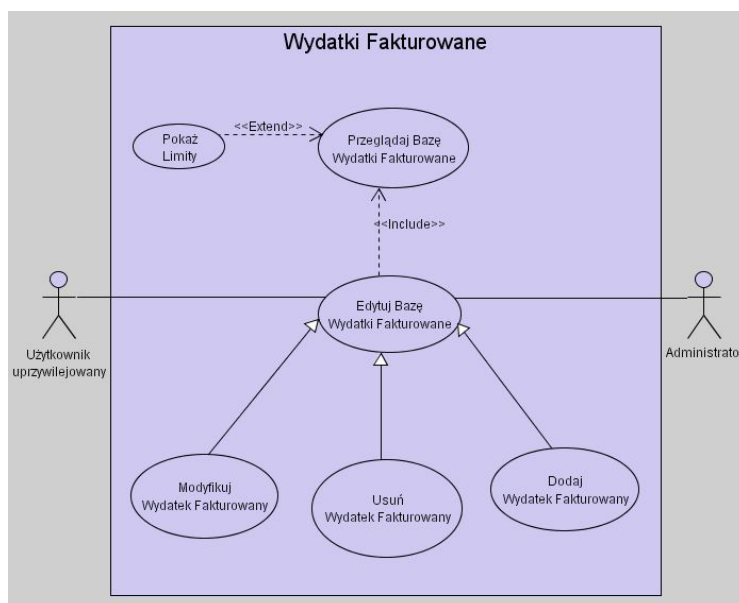 Wydatki Fakturowane
<<Extend>>
Pokaż
Limity
Przeglądaj Bazę
Wydatki Fakturowane
<<Include>>
Edytuj Bazę
Wydatki Fakturowane
Użytkownik
uprzywilejowany
Administrato
Modyfikuj
Wydatek Fakturowany
Usuń
Wydatek Fakturowany
Dodaj
Wydatek Fakturowany